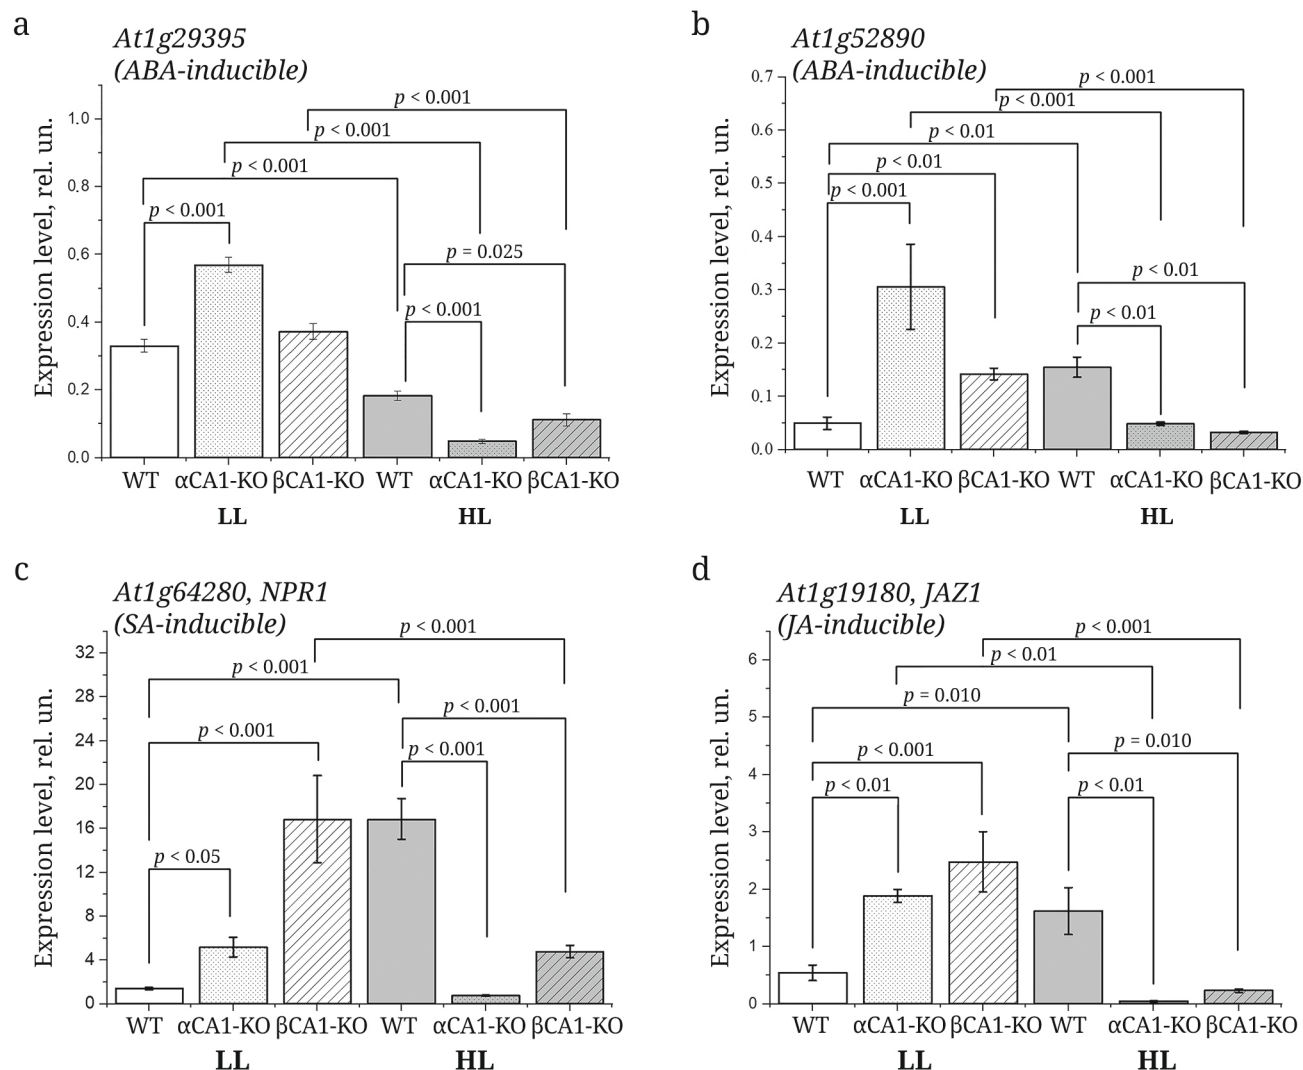 a
At1g29395
(ABA-inducible)
Expression level, rel. un.
1.0
0.8
0.6
0.4
0.2
0.0
p < 0.001
p < 0.001
p < 0.001
p < 0.001
p = 0.025
p < 0.001
WT αCA1-KO βCA1-KO WT αCA1-KO βCA1-KO
LL HL
b
At1g52890
(ABA-inducible)
Expression level, rel. un.
0.7
0.6
0.5
0.4
0.3
0.2
0.1
0.0
p < 0.001
p < 0.001
p < 0.01
p < 0.01
p < 0.001
p < 0.01
p < 0.01
WT αCA1-KO βCA1-KO WT αCA1-KO βCA1-KO
LL HL
c
At1g64280, NPR1
(SA-inducible)
Expression level, rel. un.
32
28
24
20
16
12
8
4
0
p < 0.001
p < 0.001
p < 0.001
p < 0.001
p < 0.001
p < 0.05
WT αCA1-KO βCA1-KO WT αCA1-KO βCA1-KO
LL HL
d
At1g19180, JAZ1
(JA-inducible)
Expression level, rel. un.
6
5
4
3
2
1
0
p < 0.001
p < 0.01
p = 0.010
p = 0.010
p < 0.001
p < 0.01
p < 0.01
WT αCA1-KO βCA1-KO WT αCA1-KO βCA1-KO
LL HL